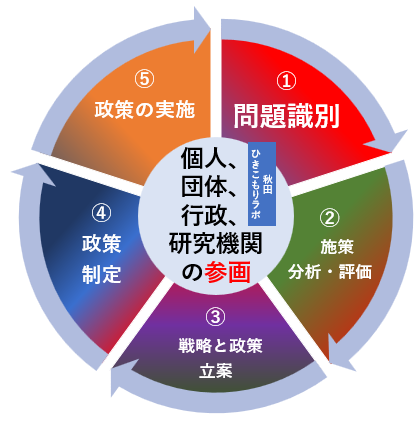 ①
問題識別
②
施策
分析・評価
③
戦略と政策
立案
④
政策
制定
⑤
政策の実施
個人、
団体、
行政、
研究機関
の参画
秋田
ひきこもりラボ